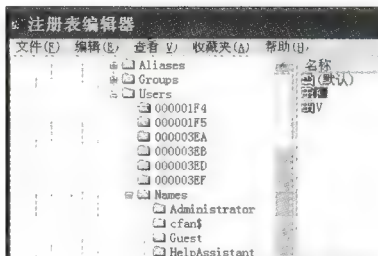 注册表编辑器
文件(F) 编辑(E) 查看(V) 收藏夹(A) 帮助(H)
Aliases
Groups
Users
000001F4
000001F5
000003EA
000003EB
000003ED
000003EF
Names
Administrator
cfan$
Guest
HelpAssistant
名称
(默认)
V